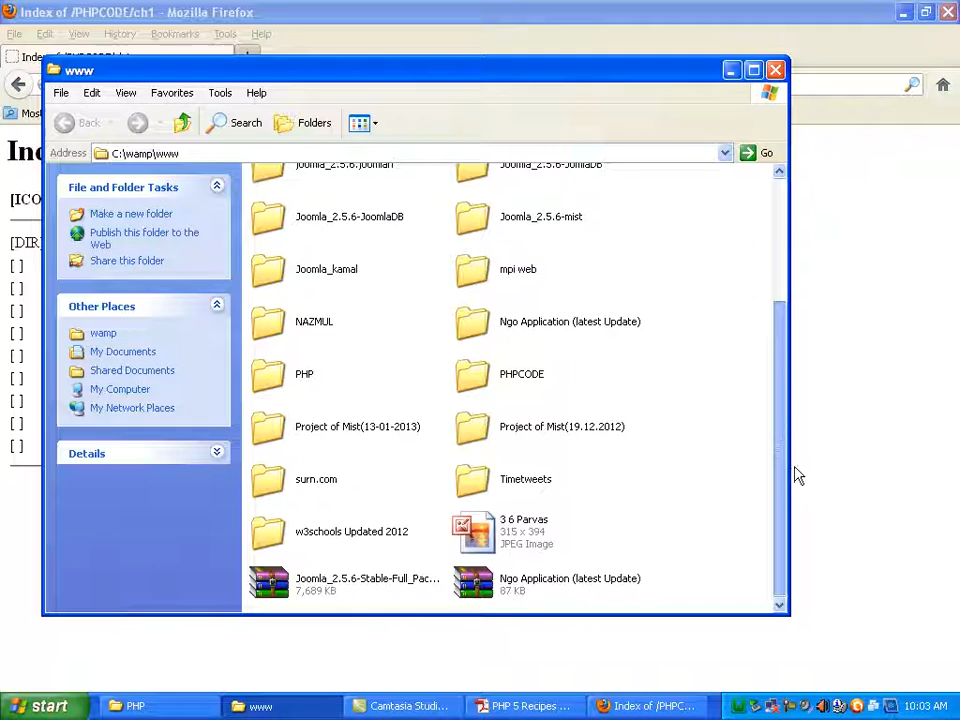 Index of /PHPCODE/ch1 - Mozilla Firefox
File Edit View History Bookmarks Tools Help
www
File Edit View Favorites Tools Help
Back Search Folders
Address C:\wamp\www Go
[ICO
[DIR
[ ]
[ ]
[ ]
[ ]
[ ]
[ ]
[ ]
[ ]
[ ]
File and Folder Tasks
Make a new folder
Publish this folder to the
Web
Share this folder
Other Places
wamp
My Documents
Shared Documents
My Computer
My Network Places
Details
Joomla_2.5.6-JoomlaDB
Joomla_2.5.6-mist
Joomla_kamal
mpi web
NAZMUL
Ngo Application (latest Update)
PHP
PHPCODE
Project of Mist(13-01-2013)
Project of Mist(19.12.2012)
surn.com
Timetweets
w3schools Updated 2012
3 6 Parvas
315 x 394
JPEG Image
Joomla_2.5.6-Stable-Full_Pac...
7,689 KB
Ngo Application (latest Update)
87 KB
start PHP www Camtasia Studi... PHP 5 Recipes ... Index of /PHPC... 10:03 AM